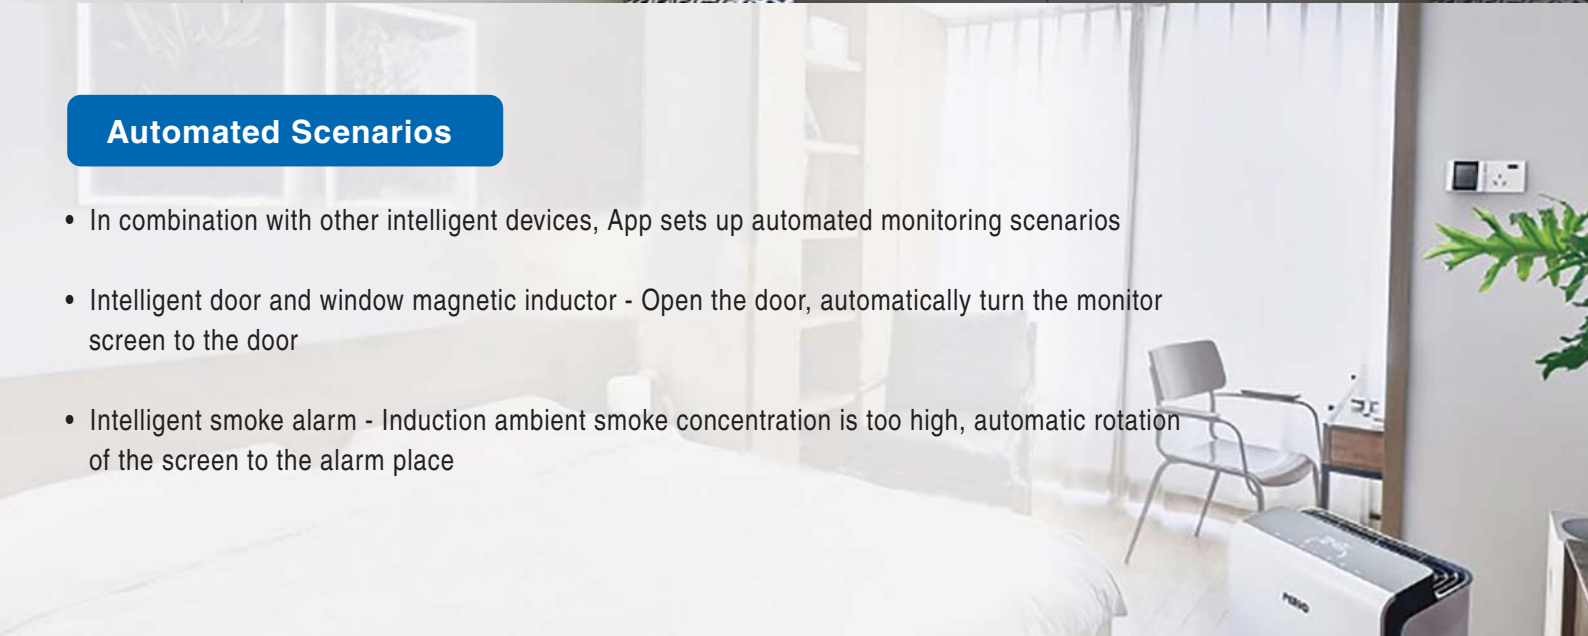 Automated Scenarios
• In combination with other intelligent devices, App sets up automated monitoring scenarios
• Intelligent door and window magnetic inductor - Open the door, automatically turn the monitor
screen to the door
• Intelligent smoke alarm - Induction ambient smoke concentration is too high, automatic rotation
of the screen to the alarm place